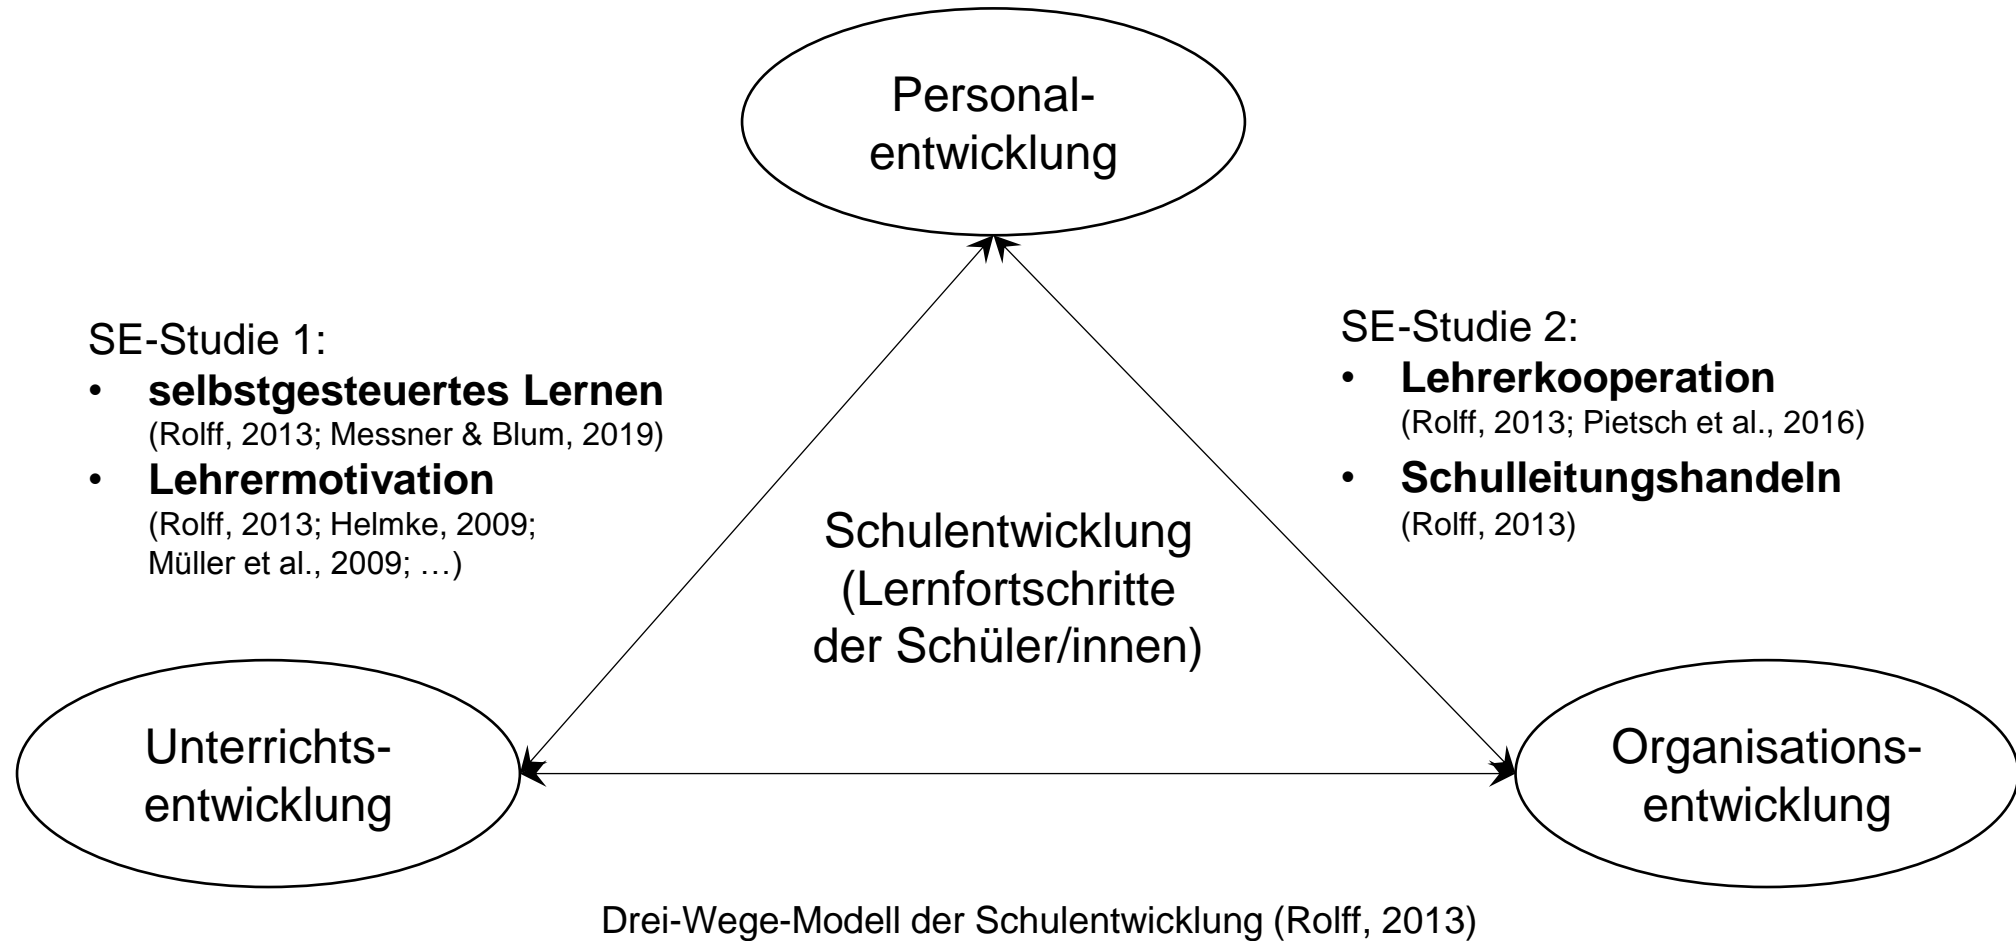 Personal-
entwicklung
SE-Studie 1:
• selbstgesteuertes Lernen
(Rolff, 2013; Messner & Blum, 2019)
• Lehrermotivation
(Rolff, 2013; Helmke, 2009;
Müller et al., 2009; …)
SE-Studie 2:
• Lehrerkooperation
(Rolff, 2013; Pietsch et al., 2016)
• Schulleitungshandeln
(Rolff, 2013)
Schulentwicklung
(Lernfortschritte
der Schüler/innen)
Unterrichts-
entwicklung
Organisations-
entwicklung
Drei-Wege-Modell der Schulentwicklung (Rolff, 2013)